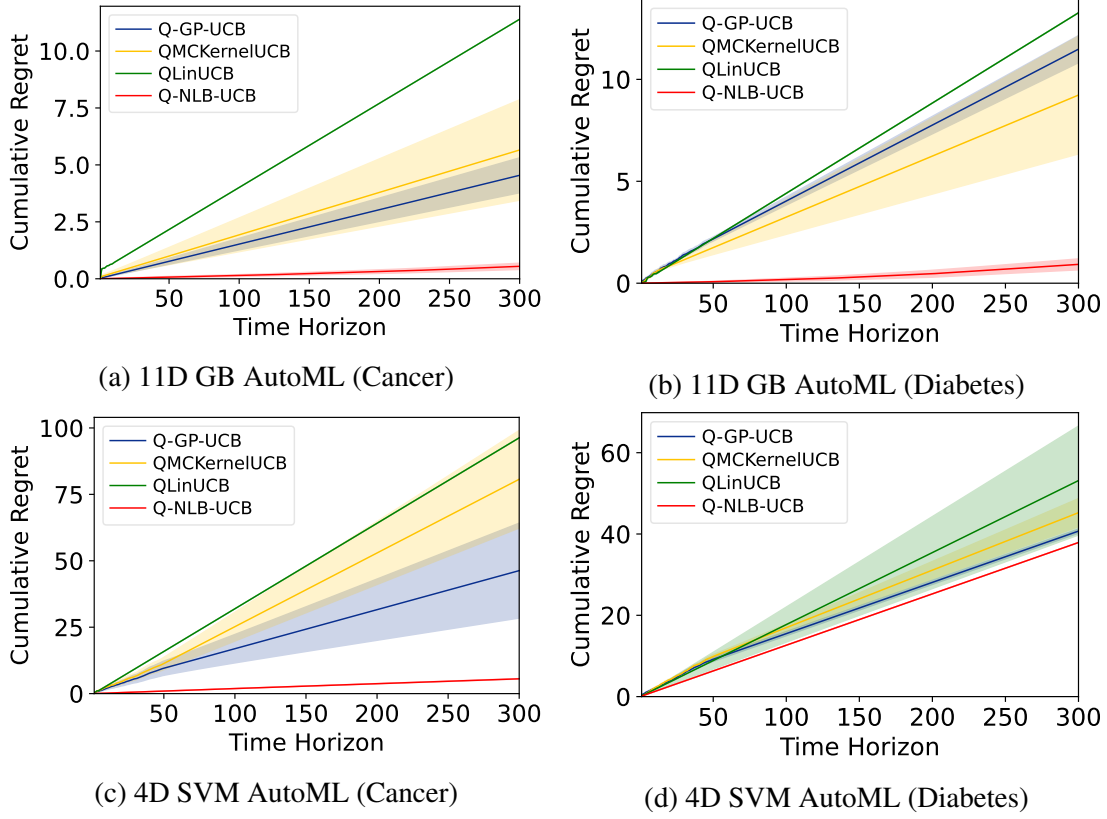 Cumulative Regret
10.0
7.5
5.0
2.5
0.0
Q-GP-UCB
QMCKernelUCB
QLinUCB
Q-NLB-UCB
50 100 150 200 250 300
Time Horizon
(a) 11D GB AutoML (Cancer)
Cumulative Regret
10
5
0
Q-GP-UCB
QMCKernelUCB
QLinUCB
Q-NLB-UCB
50 100 150 200 250 300
Time Horizon
(b) 11D GB AutoML (Diabetes)
Cumulative Regret
100
75
50
25
0
Q-GP-UCB
QMCKernelUCB
QLinUCB
Q-NLB-UCB
50 100 150 200 250 300
Time Horizon
(c) 4D SVM AutoML (Cancer)
Cumulative Regret
60
40
20
0
Q-GP-UCB
QMCKernelUCB
QLinUCB
Q-NLB-UCB
50 100 150 200 250 300
Time Horizon
(d) 4D SVM AutoML (Diabetes)